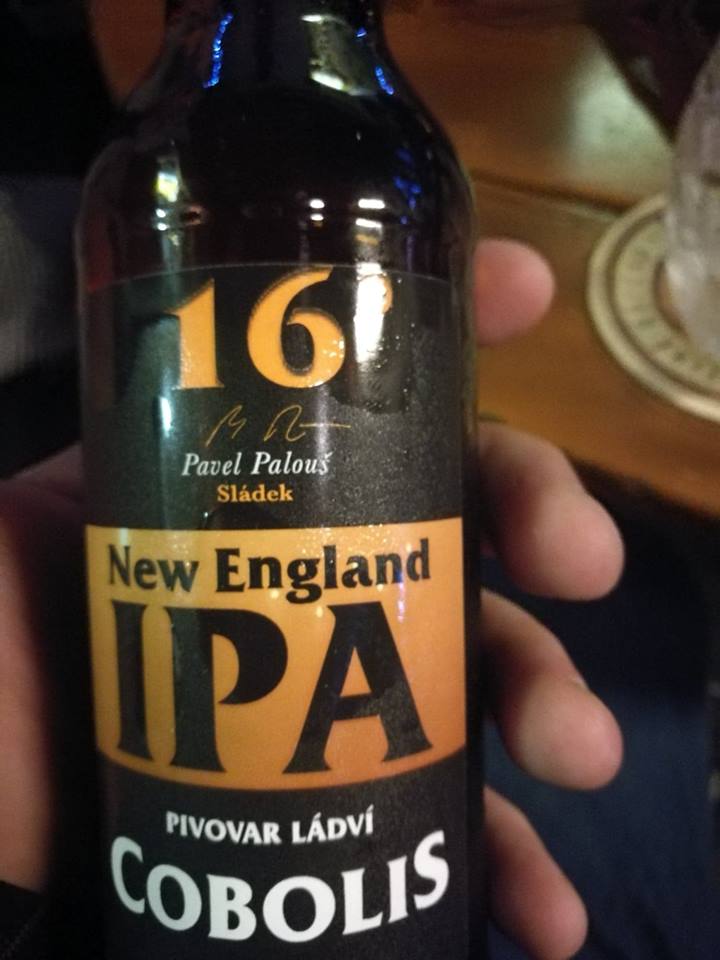 16°
Pavel Palouš
Sládek
New England
IPA
PIVOVAR LÁDVÍ
COBOLIS